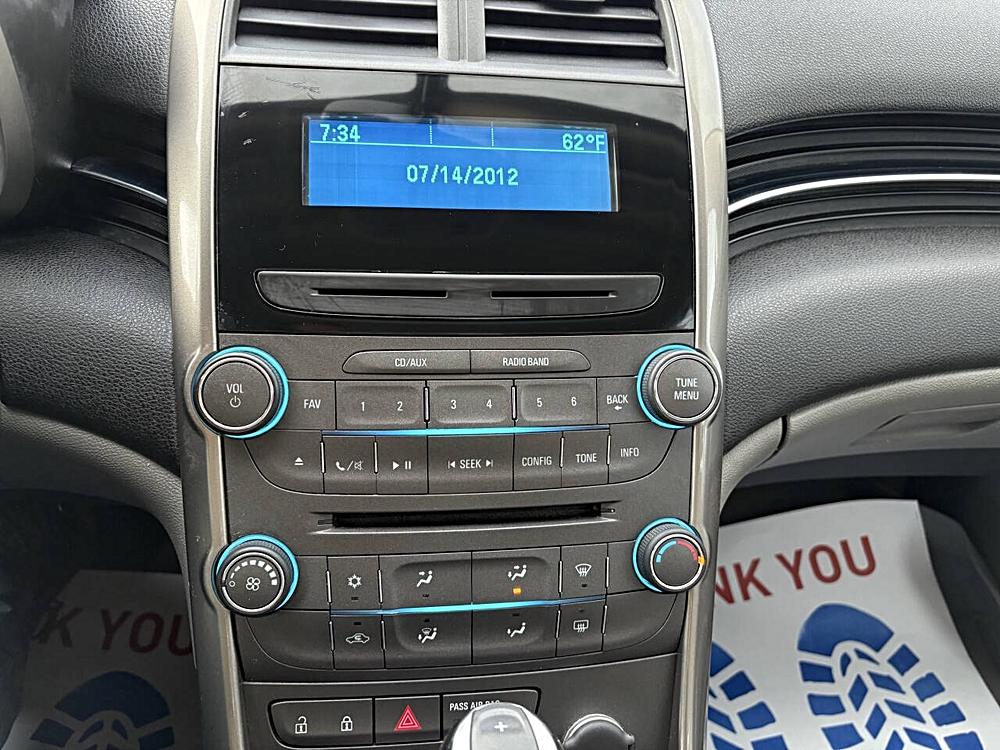 7:34 62°F
07/14/2012
CD/AUX RADIO BAND
VOL
TUNE
MENU
FAV 1 2 3 4 5 6 BACK
SEEK CONFIG TONE INFO
NK YOU
K YOU
PASS AIR BAG